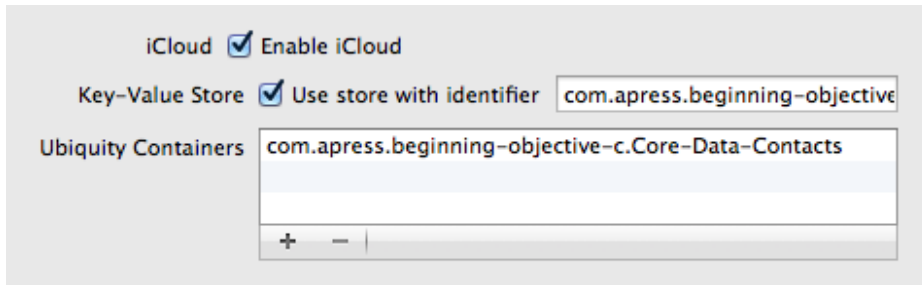 iCloud Enable iCloud
Key-Value Store Use store with identifier com.apress.beginning-objective
Ubiquity Containers com.apress.beginning-objective-c.Core-Data-Contacts
+ −